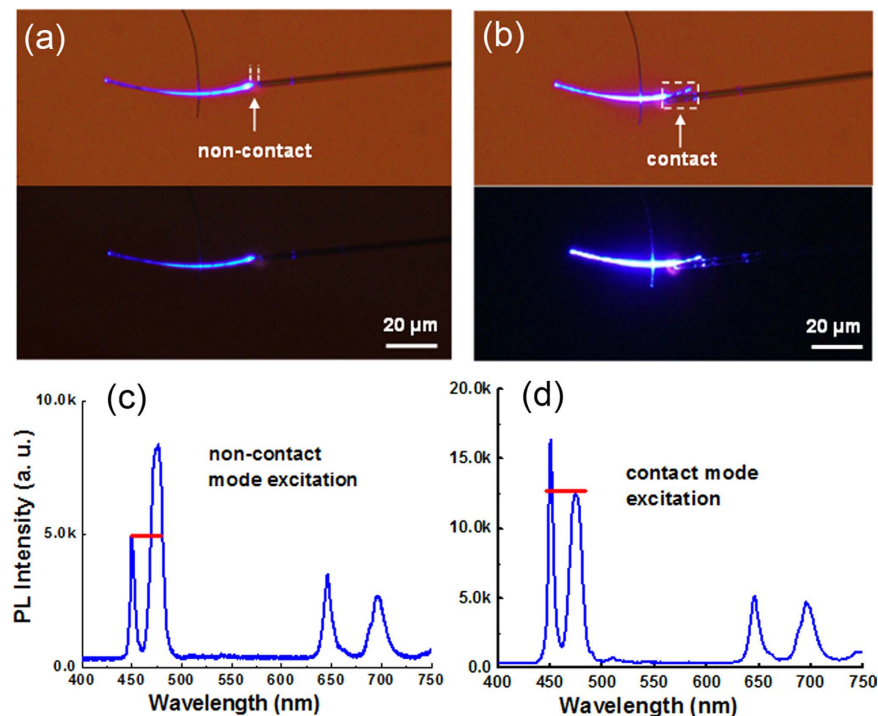 (a)
non-contact
20 µm
(b)
contact
20 µm
(c)
10.0k
5.0k
0.0
PL Intensity (a. u.)
non-contact
mode excitation
400 450 500 550 600 650 700 750
Wavelength (nm)
(d)
20.0k
15.0k
10.0k
5.0k
0.0
contact mode
excitation
400 450 500 550 600 650 700 750
Wavelength (nm)